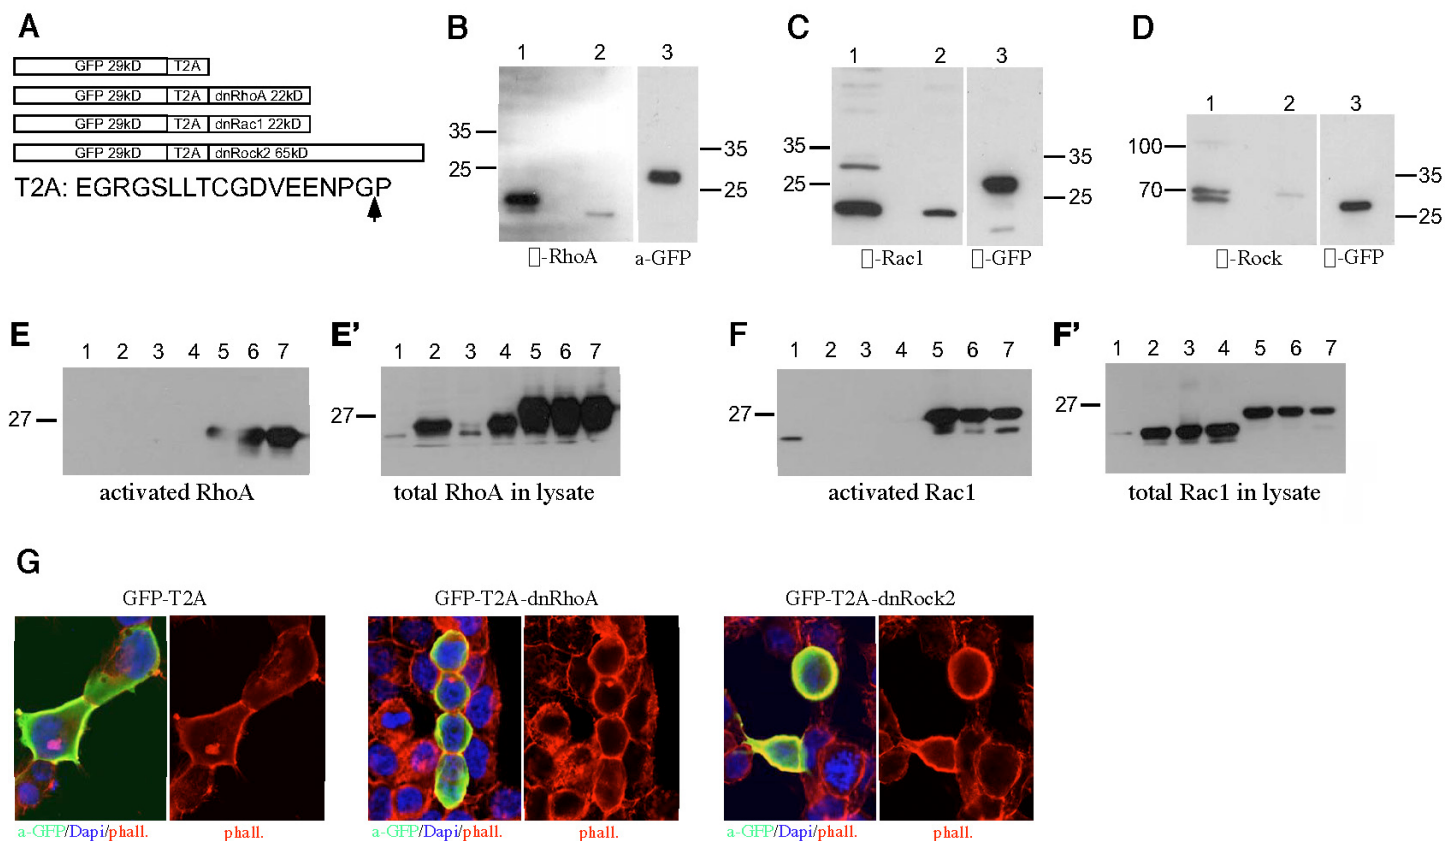 A
GFP 29kD T2A
GFP 29kD T2A dnRhoA 22kD
GFP 29kD T2A dnRac1 22kD
GFP 29kD T2A dnRock2 65kD
T2A: EGRGSLLTCGDVEENPGP
B
1 2 3
35
25
35
25
▯-RhoA a-GFP
C
1 2 3
35
25
35
25
▯-Rac1 ▯-GFP
D
1 2 3
100
70
35
25
▯-Rock ▯-GFP
E
1 2 3 4 5 6 7
27
activated RhoA
E’
1 2 3 4 5 6 7
27
total RhoA in lysate
F
1 2 3 4 5 6 7
27
activated Rac1
F’
1 2 3 4 5 6 7
27
total Rac1 in lysate
G
GFP-T2A
a-GFP/Dapi/phall. phall.
GFP-T2A-dnRhoA
a-GFP/Dapi/phall. phall.
GFP-T2A-dnRock2
a-GFP/Dapi/phall. phall.